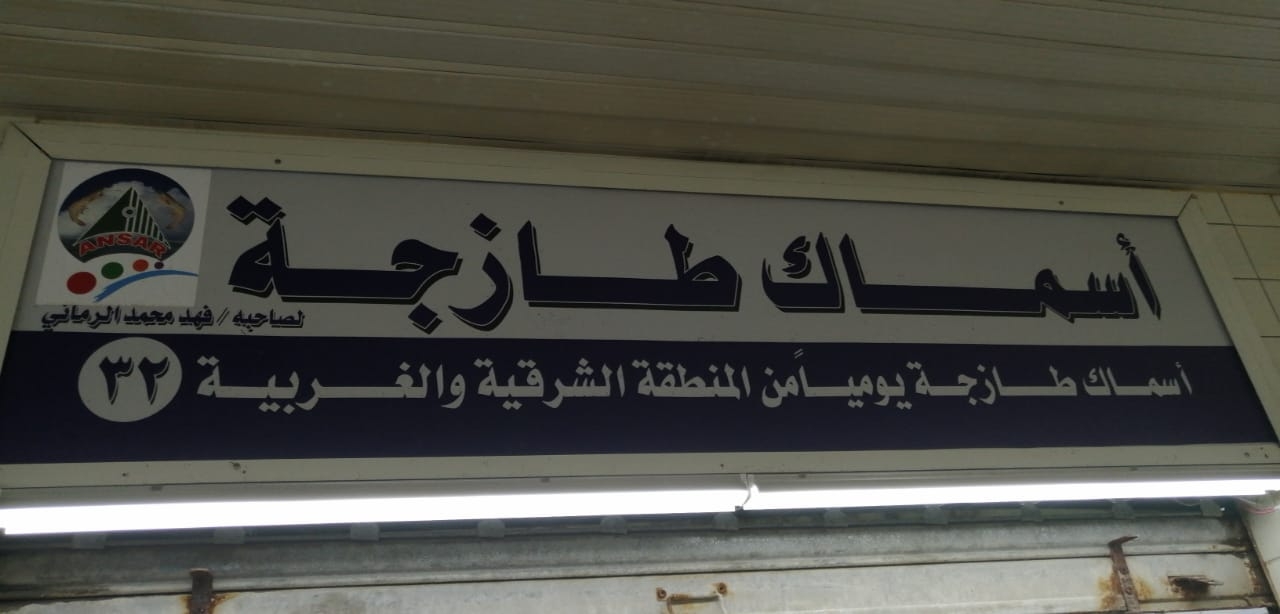 أسماك طازجة
ANSAR
لصاحبه // فهد محمد الرماني
أسماك طازجة يومياً من المنطقة الشرقية والغربية ٣٢